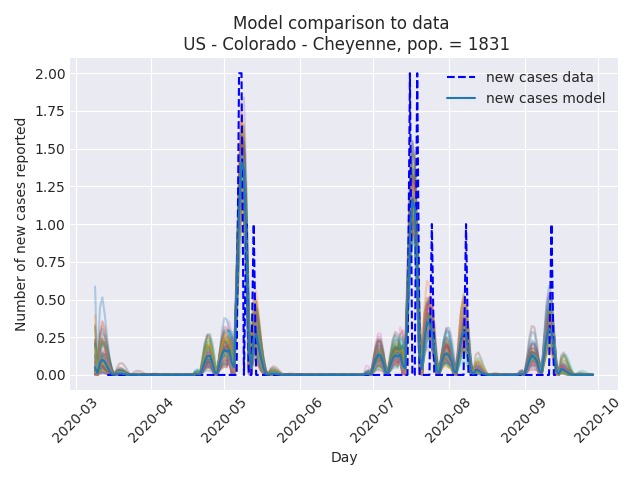 Model comparison to data
US - Colorado - Cheyenne, pop. = 1831
new cases data
new cases model
Number of new cases reported
2.00
1.75
1.50
1.25
1.00
0.75
0.50
0.25
0.00
2020-03
2020-04
2020-05
2020-06
2020-07
2020-08
2020-09
2020-10
Day